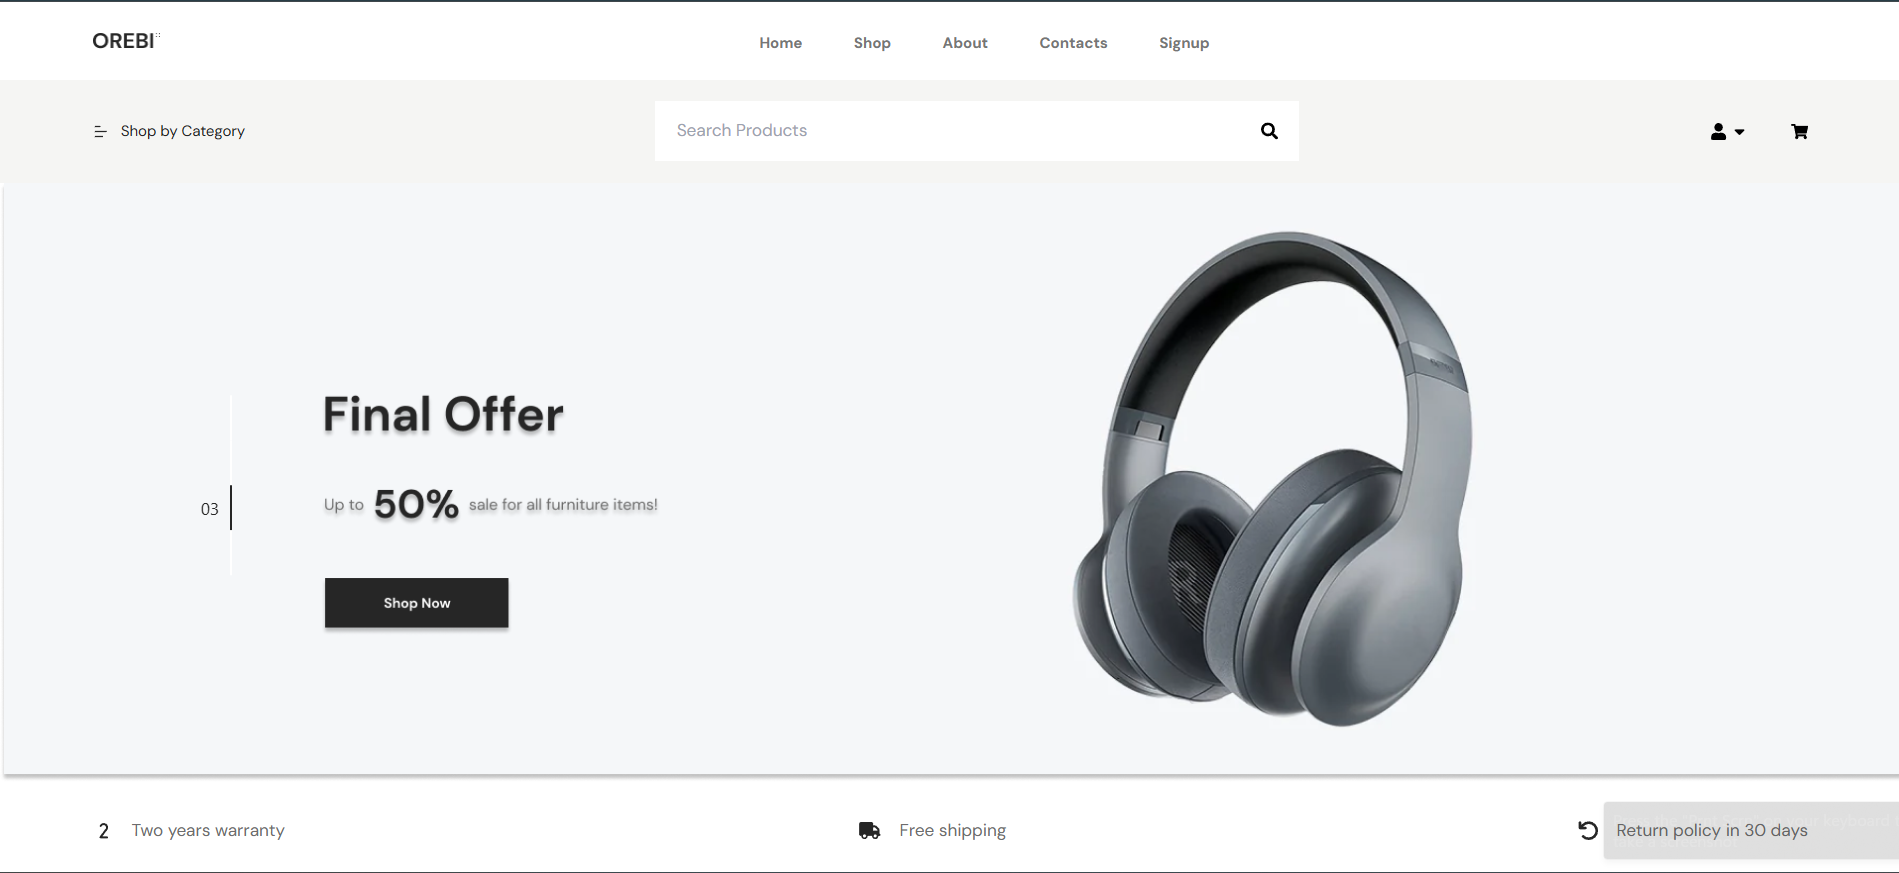 OREBI
Home Shop About Contacts Signup
Shop by Category
Search Products
Final Offer
03
Up to 50% sale for all furniture items!
Shop Now
2 Two years warranty
Free shipping
Return policy in 30 days